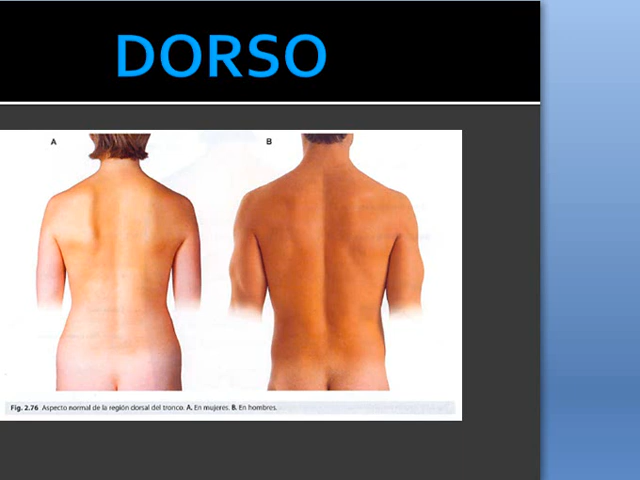 DORSO
A
B
Fig. 2.76 Aspecto normal de la región dorsal del tronco. A. En mujeres. B. En hombres.